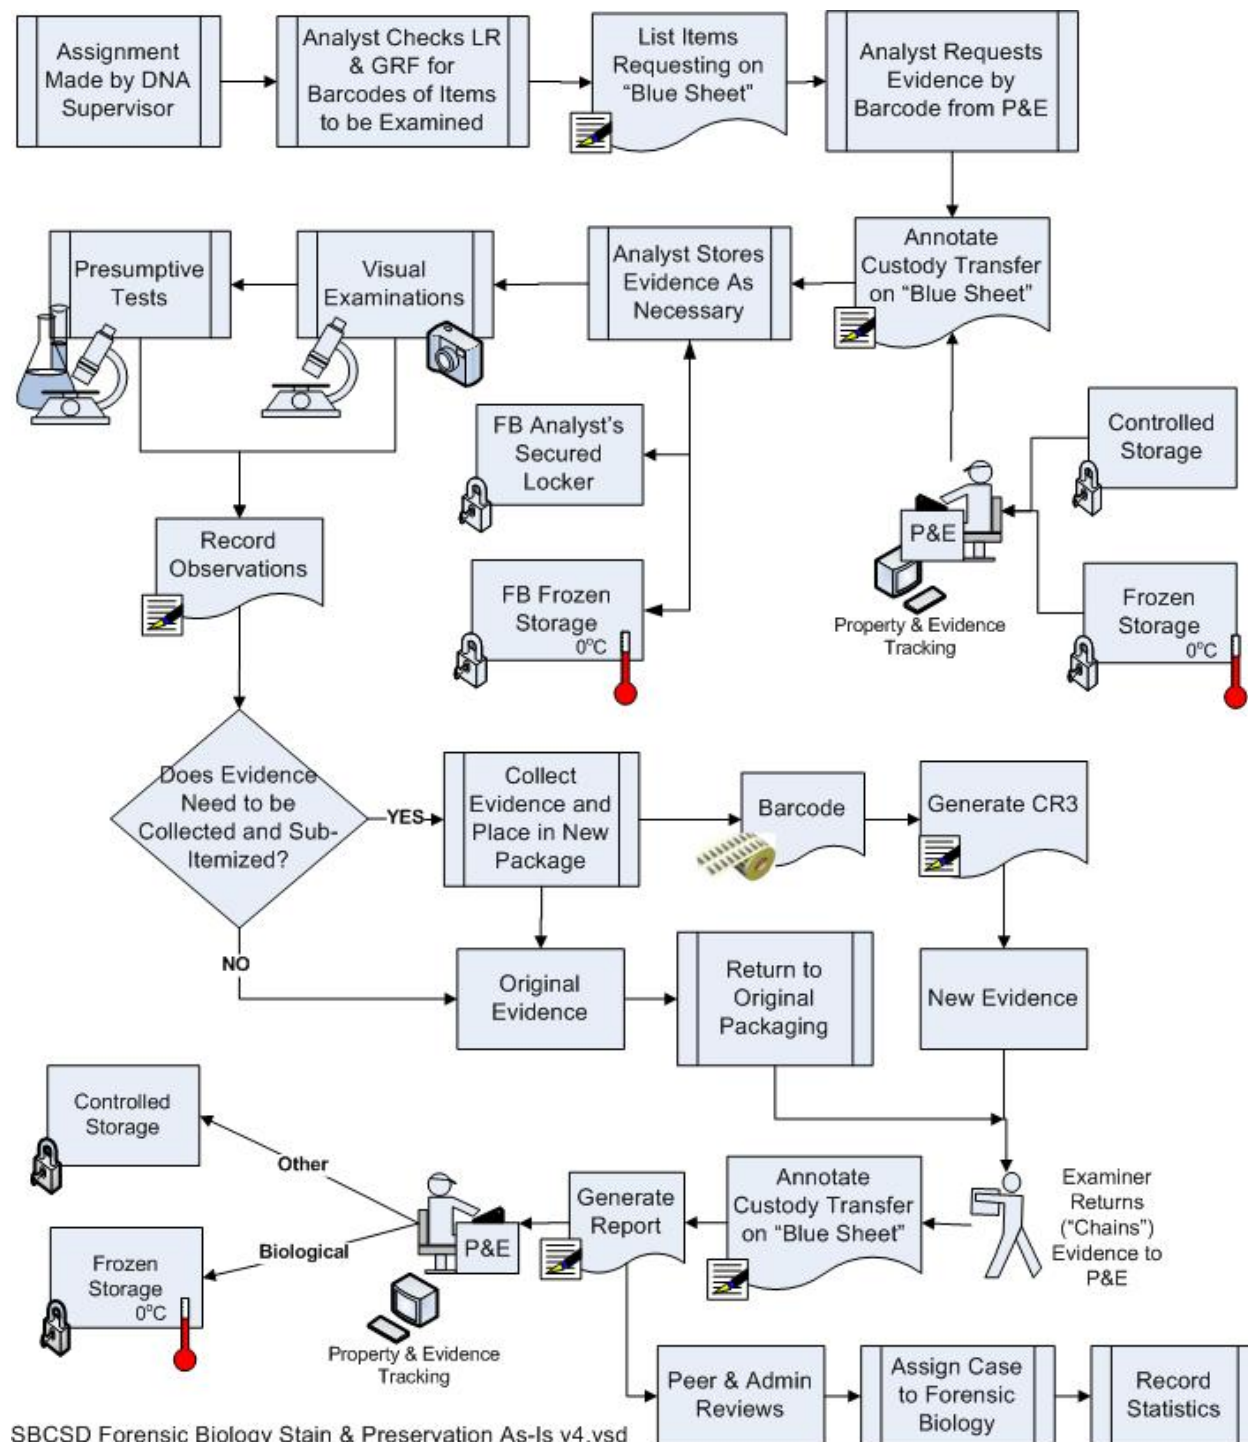 Assignment
Made by DNA
Supervisor
Analyst Checks LR
& GRF for
Barcodes of Items
to be Examined
List Items
Requesting on
“Blue Sheet”
Analyst Requests
Evidence by
Barcode from P&E
Presumptive
Tests
Visual
Examinations
Analyst Stores
Evidence As
Necessary
Annotate
Custody Transfer
on “Blue Sheet”
FB Analyst’s
Secured
Locker
Controlled
Storage
P&E
Property & Evidence
Tracking
Record
Observations
FB Frozen
Storage
0°C
Frozen
Storage
0°C
Does Evidence
Need to be
Collected and Sub-
Itemized?
YES
Collect
Evidence and
Place in New
Package
Barcode
Generate CR3
NO
Original
Evidence
Return to
Original
Packaging
New Evidence
Controlled
Storage
Other
Biological
Frozen
Storage
0°C
P&E
Property & Evidence
Tracking
Generate
Report
Annotate
Custody Transfer
on “Blue Sheet”
Examiner
Returns
(“Chains”)
Evidence to
P&E
Peer & Admin
Reviews
Assign Case
to Forensic
Biology
Record
Statistics
SBCSD Forensic Biology Stain & Preservation As-Is v4.vsd